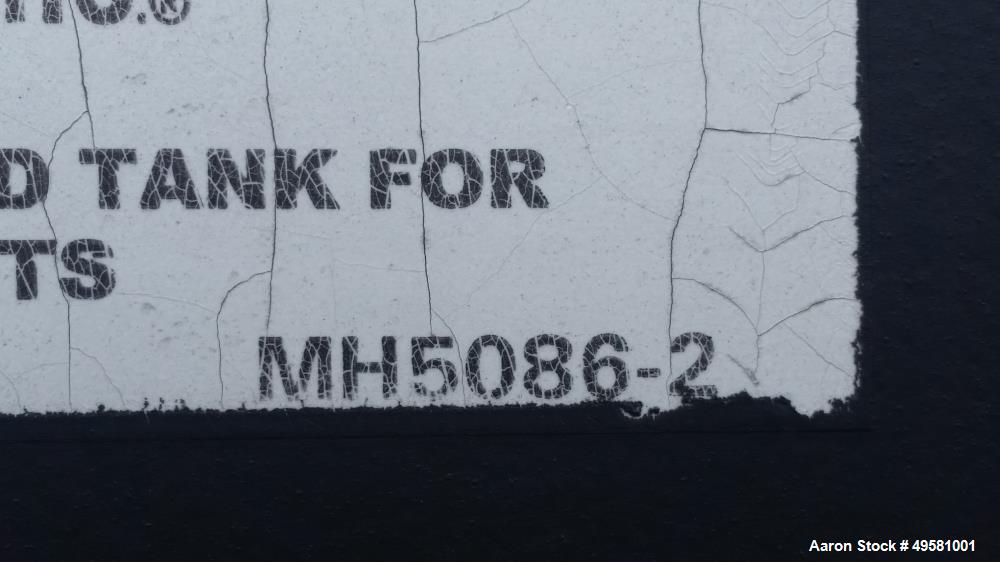 D TANK FOR
TS
MH5086-2
Aaron Stock # 49581001